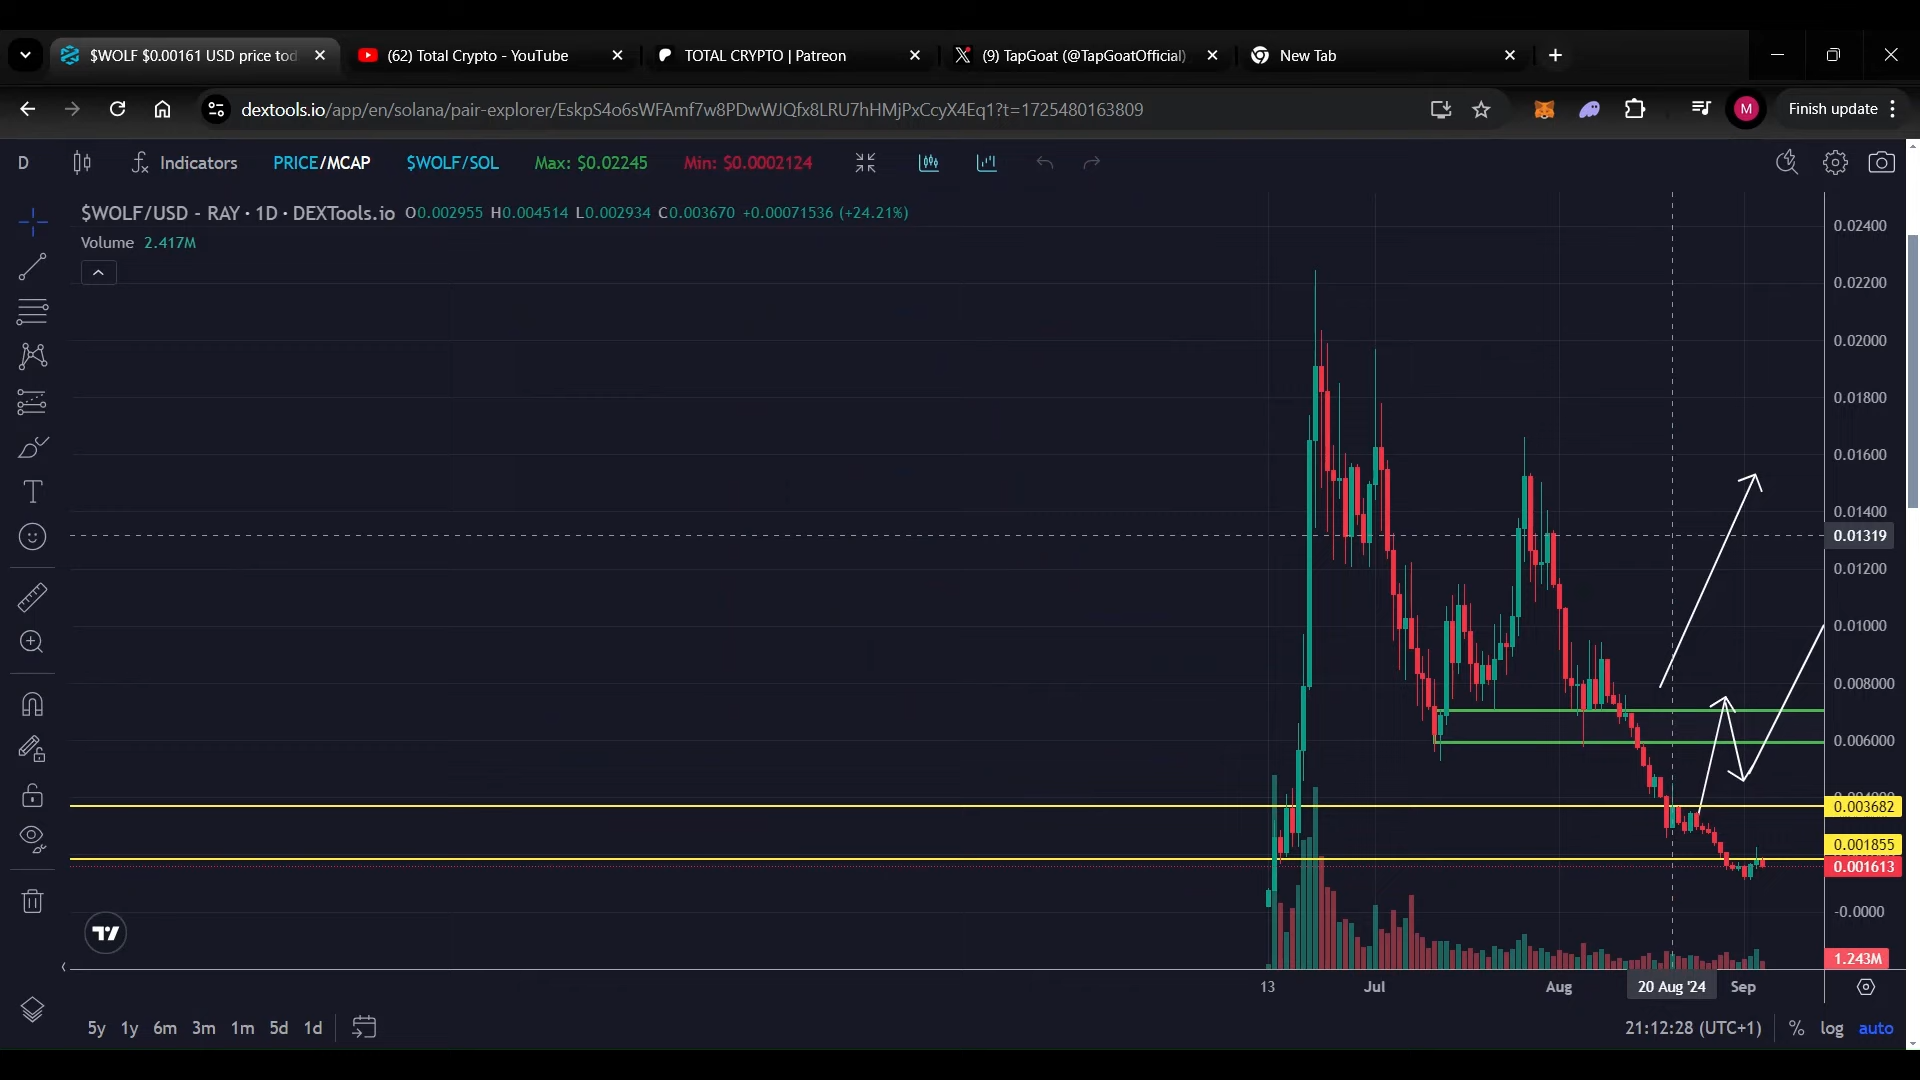 $WOLF $0.00161 USD price tod
(62) Total Crypto - YouTube
TOTAL CRYPTO | Patreon
(9) TapGoat (@TapGoatOfficial)
New Tab
dextools.io/app/en/solana/pair-explorer/EskpS4o6sWFAmf7w8PDwWJQfx8LRU7hHMjPxCcyX4Eq1?t=1725480163809
M
Finish update
D
Indicators
PRICE/MCAP
$WOLF/SOL
Max: $0.02245
Min: $0.0002124
$WOLF/USD - RAY · 1D · DEXTools.io O0.002955 H0.004514 L0.002934 C0.003670 +0.00071536 (+24.21%)
Volume 2.417M
0.02400
0.02200
0.02000
0.01800
0.01600
0.01400
0.01319
0.01200
0.01000
0.008000
0.006000
0.003682
0.001855
0.001613
-0.0000
1.243M
13
Jul
Aug
20 Aug '24
Sep
5y 1y 6m 3m 1m 5d 1d
21:12:28 (UTC+1)
% log auto